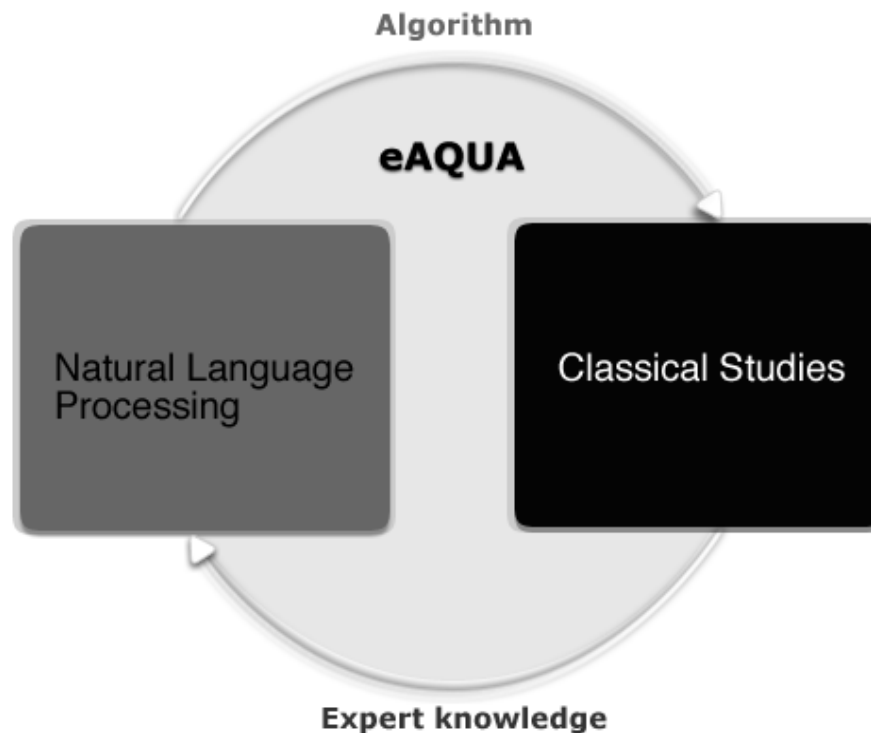 Algorithm
eAQUA
Natural Language
Processing
Classical Studies
Expert knowledge